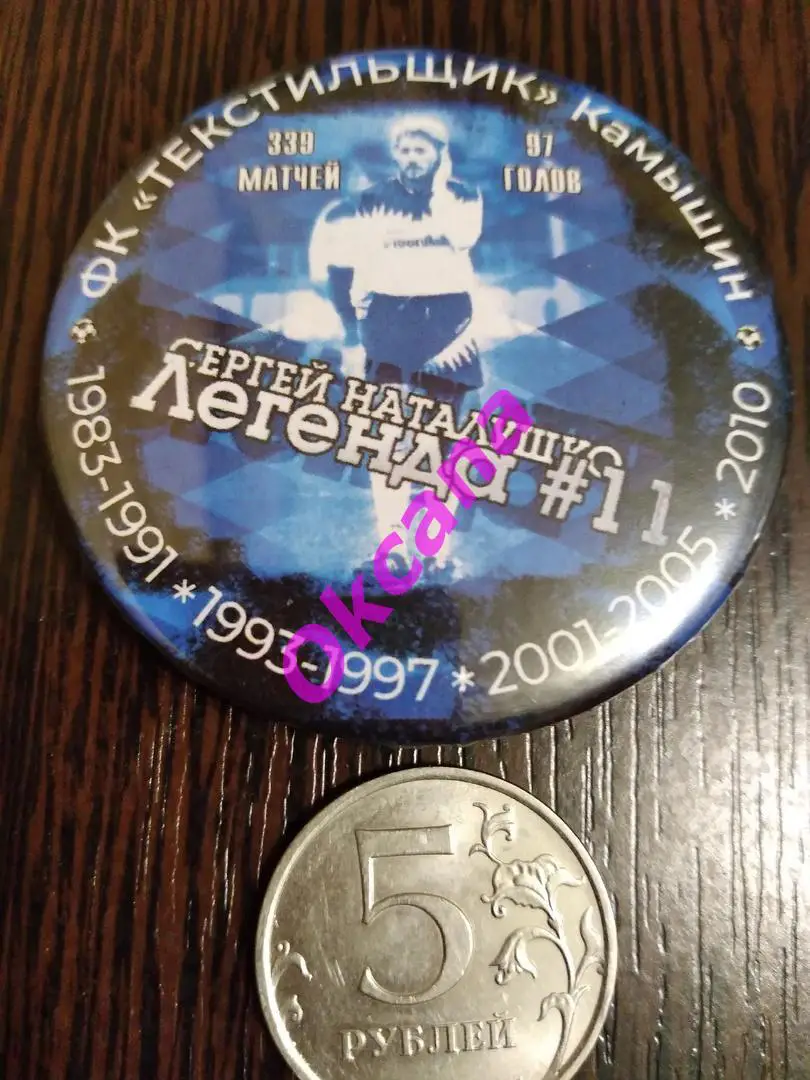 ФК «ТЕКСТИЛЬЩИК» Камышин
339
МАТЧЕЙ
97
ГОЛОВ
СЕРГЕЙ НАТАЛУШКО
Легенда #11
1983-1991 * 1993-1997 * 2001-2005 * 2010
Oксана
5
РУБЛЕЙ